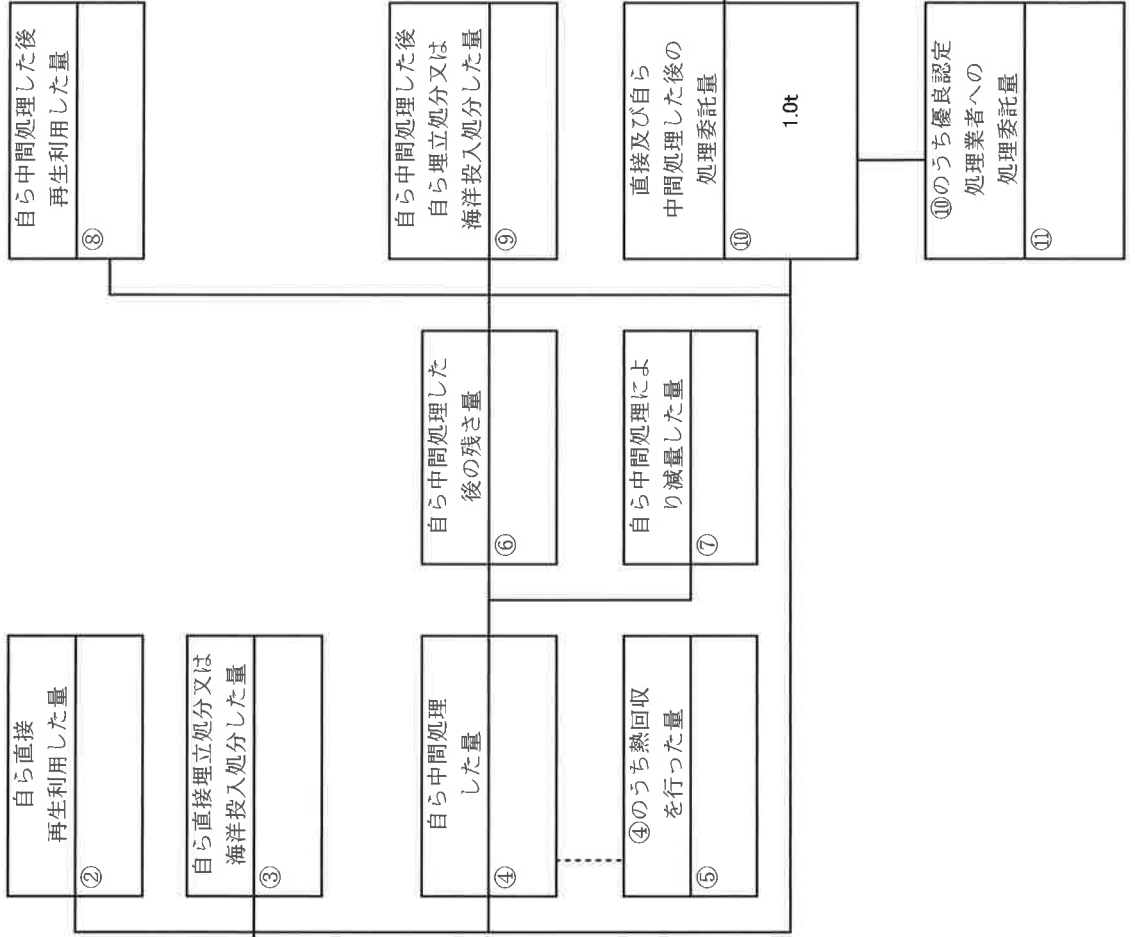 自ら直接
再生利用した量
②
自ら直接埋立処分又は
海洋投入処分した量
③
自ら中間処理
した量
④
④のうち熱回収
を行った量
⑤
自ら中間処理した
後の残さ量
⑥
自ら中間処理によ
り減量した量
⑦
自ら中間処理した後
再生利用した量
⑧
自ら中間処理した後
自ら埋立処分又は
海洋投入処分した量
⑨
直接及び自ら
中間処理した後の
処理委託量
⑩
1.0t
⑩のうち優良認定
処理業者への
処理委託量
⑪